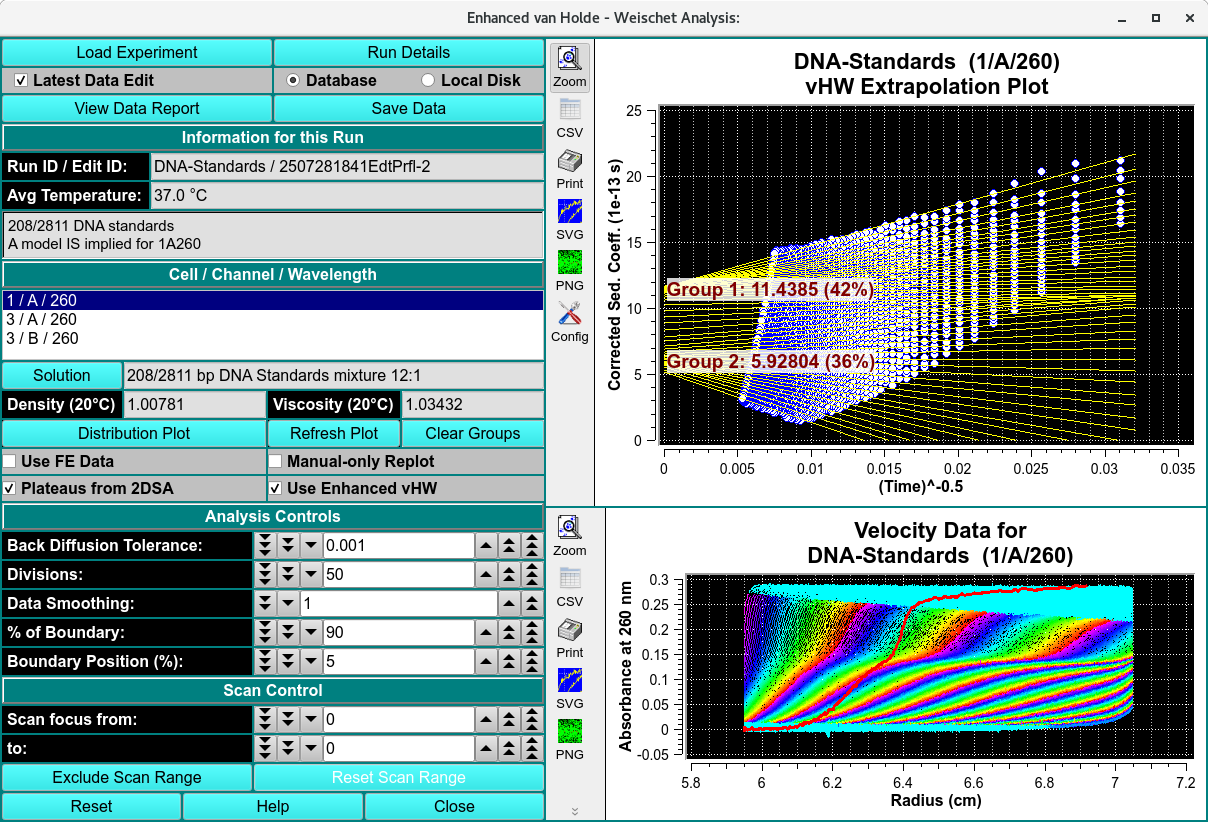 Enhanced van Holde - Weischet Analysis:
Load Experiment
Run Details
Latest Data Edit
Database
Local Disk
View Data Report
Save Data
Information for this Run
Run ID / Edit ID:
DNA-Standards / 2507281841EdtPrfl-2
Avg Temperature:
37.0 °C
208/2811 DNA standards
A model IS implied for 1A260
Cell / Channel / Wavelength
1 / A / 260
3 / A / 260
3 / B / 260
Solution
208/2811 bp DNA Standards mixture 12:1
Density (20°C)
1.00781
Viscosity (20°C)
1.03432
Distribution Plot
Refresh Plot
Clear Groups
Use FE Data
Manual-only Replot
Plateaus from 2DSA
Use Enhanced vHW
Analysis Controls
Back Diffusion Tolerance:
0.001
Divisions:
50
Data Smoothing:
1
% of Boundary:
90
Boundary Position (%):
5
Scan Control
Scan focus from:
0
to:
0
Exclude Scan Range
Reset Scan Range
Reset
Help
Close
Zoom
CSV
Print
SVG
PNG
Config
DNA-Standards (1/A/260)
vHW Extrapolation Plot
Corrected Sed. Coeff. (1e-13 s)
25
20
15
10
5
0
Group 1: 11.4385 (42%)
Group 2: 5.92804 (36%)
0
0.005
0.01
0.015
0.02
0.025
0.03
0.035
(Time)^-0.5
Zoom
CSV
Print
SVG
PNG
Velocity Data for
DNA-Standards (1/A/260)
Absorbance at 260 nm
0.3
0.25
0.2
0.15
0.1
0.05
0
-0.05
5.8
6
6.2
6.4
6.6
6.8
7
7.2
Radius (cm)